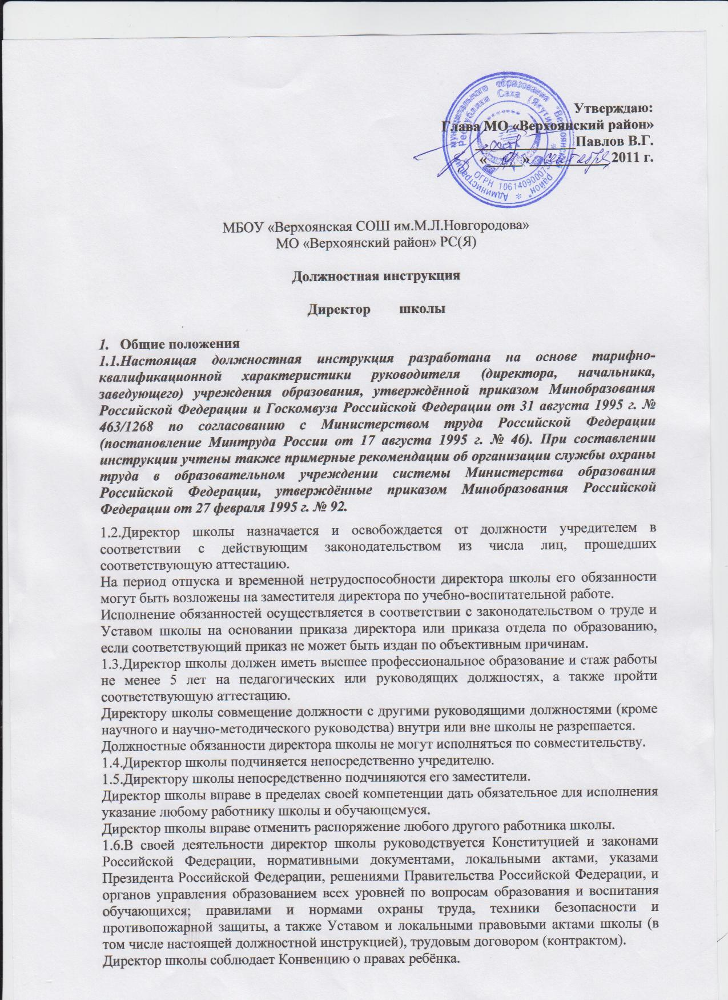 Утверждаю:
Глава МО «Верхоянский район»
Павлов В.Г.
« 01 » сентября 2011 г.
Администрация муниципального образования "Верхоянский район"
Республики Саха (Якутия)
ОГРН
МБОУ «Верхоянская СОШ им.М.Л.Новгородова»
МО «Верхоянский район» РС(Я)
Должностная инструкция
Директор школы
1. Общие положения
1.1.Настоящая должностная инструкция разработана на основе тарифно-
квалификационной характеристики руководителя (директора, начальника,
заведующего) учреждения образования, утверждённой приказом Минобразования
Российской Федерации и Госкомвуза Российской Федерации от 31 августа 1995 г. №
463/1268 по согласованию с Министерством труда Российской Федерации
(постановление Минтруда России от 17 августа 1995 г. № 46). При составлении
инструкции учтены также примерные рекомендации об организации службы охраны
труда в образовательном учреждении системы Министерства образования
Российской Федерации, утверждённые приказом Минобразования Российской
Федерации от 27 февраля 1995 г. № 92.
1.2.Директор школы назначается и освобождается от должности учредителем в
соответствии с действующим законодательством из числа лиц, прошедших
соответствующую аттестацию.
На период отпуска и временной нетрудоспособности директора школы его обязанности
могут быть возложены на заместителя директора по учебно-воспитательной работе.
Исполнение обязанностей осуществляется в соответствии с законодательством о труде и
Уставом школы на основании приказа директора или приказа отдела по образованию,
если соответствующий приказ не может быть издан по объективным причинам.
1.3.Директор школы должен иметь высшее профессиональное образование и стаж работы
не менее 5 лет на педагогических или руководящих должностях, а также пройти
соответствующую аттестацию.
Директору школы совмещение должности с другими руководящими должностями (кроме
научного и научно-методического руководства) внутри или вне школы не разрешается.
Должностные обязанности директора школы не могут исполняться по совместительству.
1.4.Директор школы подчиняется непосредственно учредителю.
1.5.Директору школы непосредственно подчиняются его заместители.
Директор школы вправе в пределах своей компетенции дать обязательное для исполнения
указание любому работнику школы и обучающемуся.
Директор школы вправе отменить распоряжение любого другого работника школы.
1.6.В своей деятельности директор школы руководствуется Конституцией и законами
Российской Федерации, нормативными документами, локальными актами, указами
Президента Российской Федерации, решениями Правительства Российской Федерации, и
органов управления образованием всех уровней по вопросам образования и воспитания
обучающихся; правилами и нормами охраны труда, техники безопасности и
противопожарной защиты, а также Уставом и локальными правовыми актами школы (в
том числе настоящей должностной инструкцией), трудовым договором (контрактом).
Директор школы соблюдает Конвенцию о правах ребёнка.